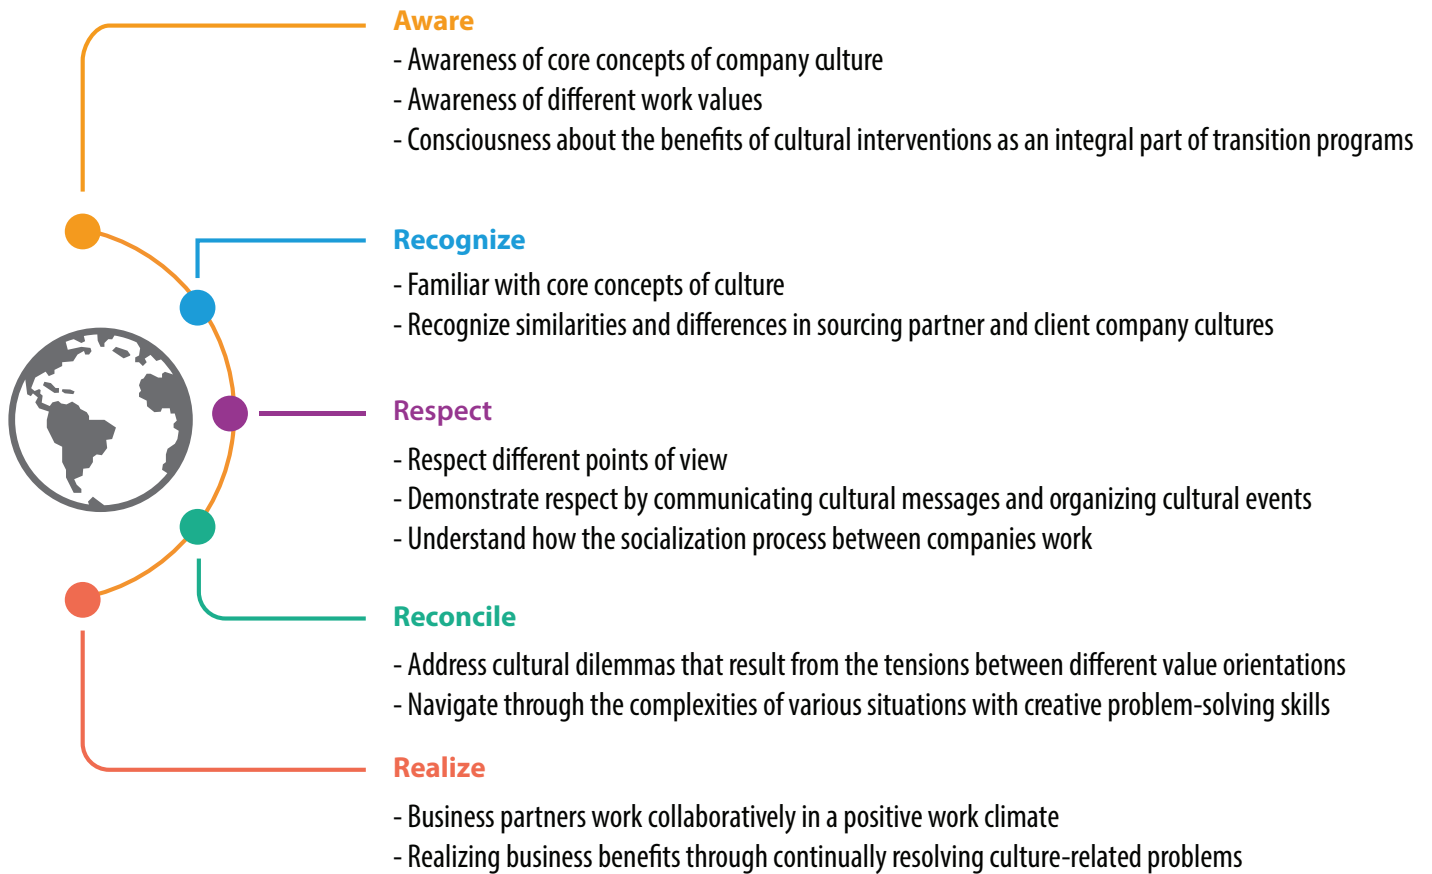 Aware
- Awareness of core concepts of company culture
- Awareness of different work values
- Consciousness about the benefits of cultural interventions as an integral part of transition programs
Recognize
- Familiar with core concepts of culture
- Recognize similarities and differences in sourcing partner and client company cultures
Respect
- Respect different points of view
- Demonstrate respect by communicating cultural messages and organizing cultural events
- Understand how the socialization process between companies work
Reconcile
- Address cultural dilemmas that result from the tensions between different value orientations
- Navigate through the complexities of various situations with creative problem-solving skills
Realize
- Business partners work collaboratively in a positive work climate
- Realizing business benefits through continually resolving culture-related problems